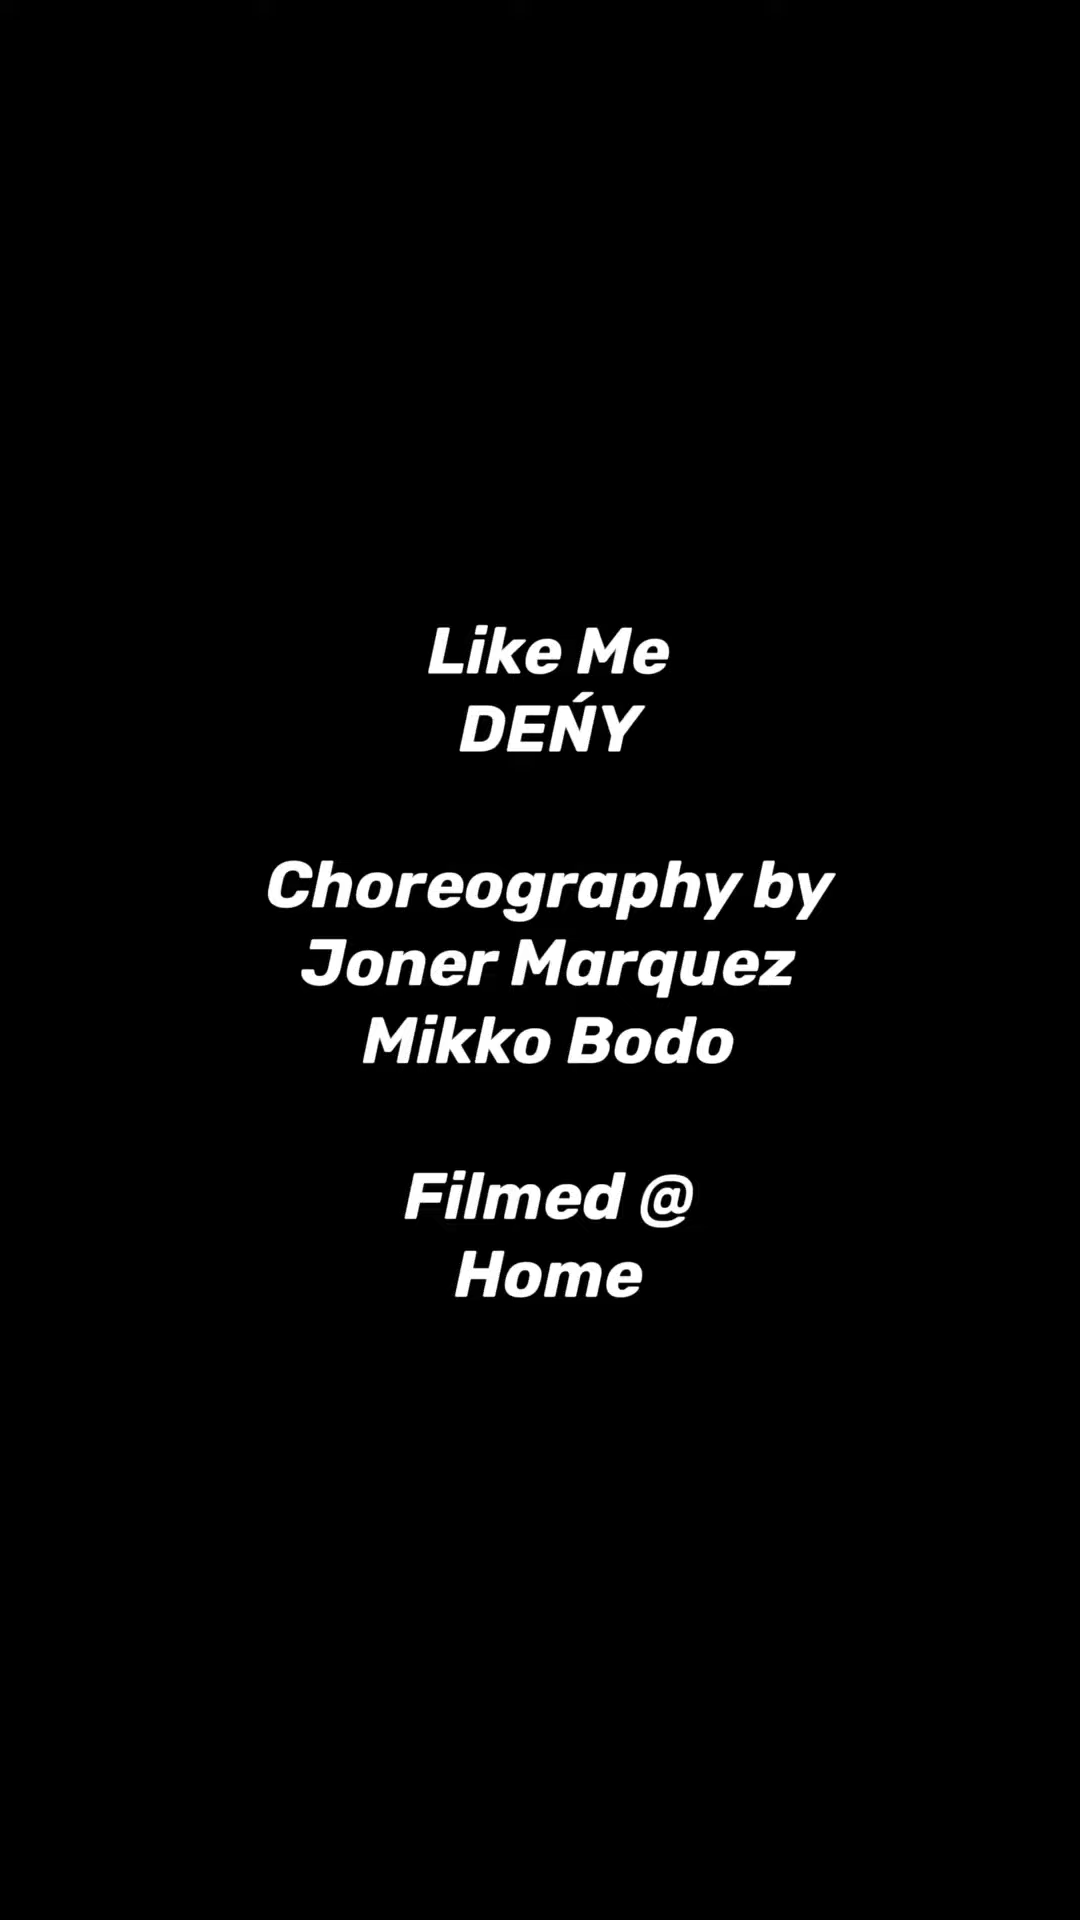 Like Me
DEŃY
Choreography by
Joner Marquez
Mikko Bodo
Filmed @
Home